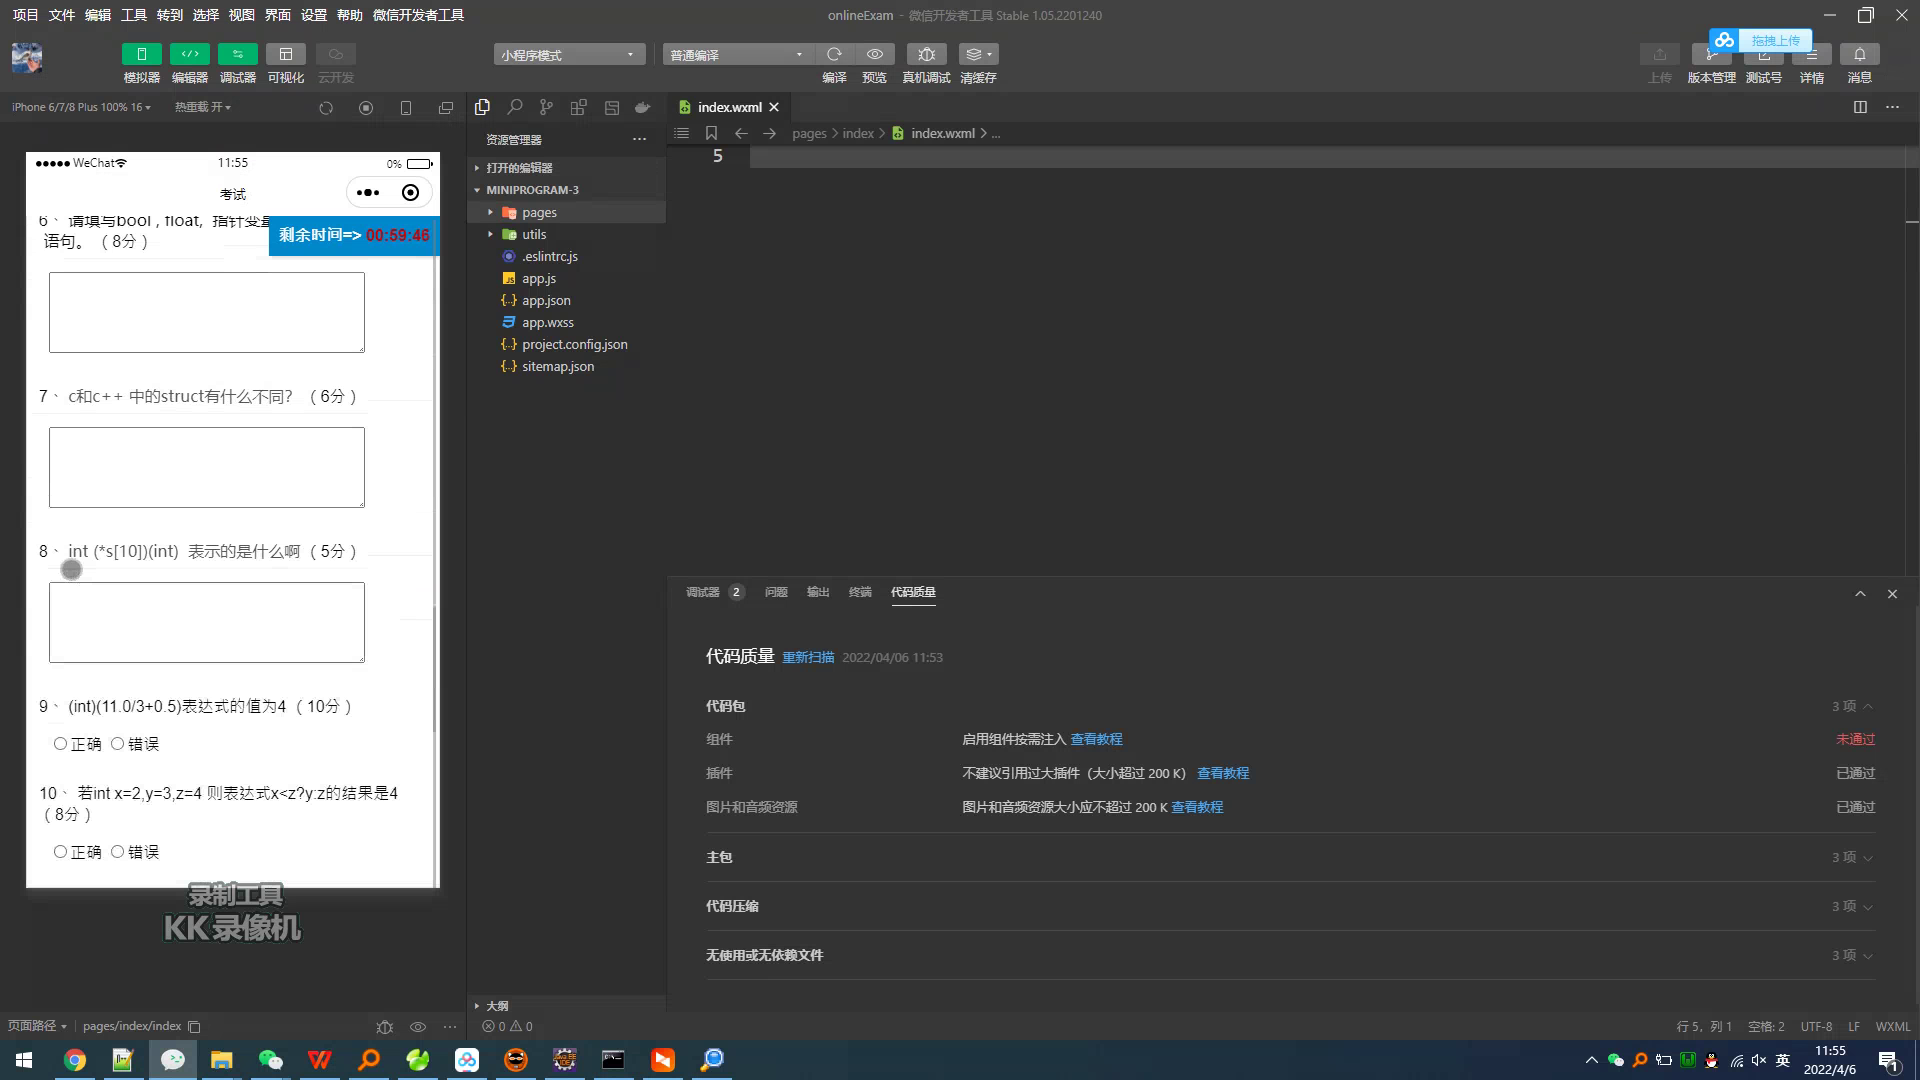 项目 文件 编辑 工具 转到 选择 视图 界面 设置 帮助 微信开发者工具
onlineExam - 微信开发者工具 Stable 1.05.2201240
模拟器 编辑器 调试器 可视化 云开发
小程序模式
普通编译
编译 预览 真机调试 清缓存
拖拽上传
上传 版本管理 测试号 详情 消息
iPhone 6/7/8 Plus 100% 16
热重载 开
WeChat
11:55
0%
考试
6、 请填写bool , float, 指针变量
语句。 （ 8分 ）
剩余时间=> 00:59:46
7、 c和c++ 中的struct有什么不同？ （ 6分 ）
8、 int (*s[10])(int) 表示的是什么啊 （ 5分 ）
9、 (int)(11.0/3+0.5)表达式的值为4 （ 10分 ）
正确 错误
10、 若int x=2,y=3,z=4 则表达式x<z?y:z的结果是4
（ 8分 ）
正确 错误
录制工具
KK 录像机
页面路径 pages/index/index
资源管理器
打开的编辑器
MINIPROGRAM-3
pages
utils
.eslintrc.js
app.js
app.json
app.wxss
project.config.json
sitemap.json
大纲
0 0
index.wxml
pages > index > index.wxml > ...
5
调试器 2 问题 输出 终端 代码质量
代码质量 重新扫描 2022/04/06 11:53
代码包 3 项
组件 启用组件按需注入 查看教程 未通过
插件 不建议引用过大插件（大小超过 200 K） 查看教程 已通过
图片和音频资源 图片和音频资源大小应不超过 200 K 查看教程 已通过
主包 3 项
代码压缩 3 项
无使用或无依赖文件 3 项
行 5，列 1 空格: 2 UTF-8 LF WXML
英
11:55
2022/4/6
1